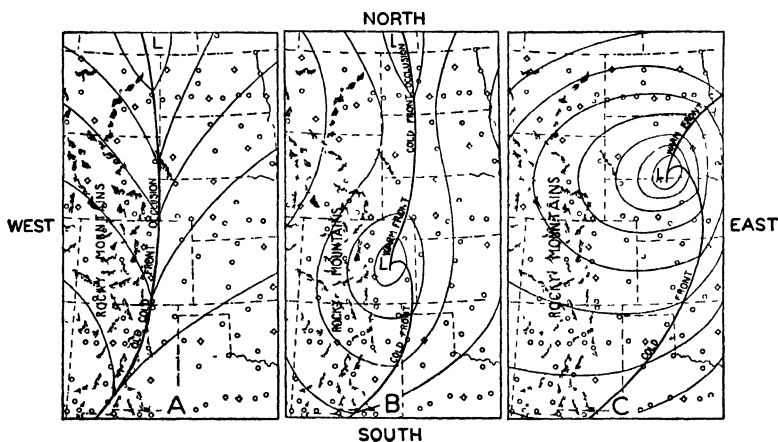 NORTH
WEST
EAST
SOUTH
L
ROCKY MOUNTAINS
OLD COLD FRONT OCCLUSION
A
L
COLD FRONT OCCLUSION
ROCKY MOUNTAINS
WARM FRONT
L
COLD FRONT
B
ROCKY MOUNTAINS
WARM FRONT
L
COLD FRONT
C